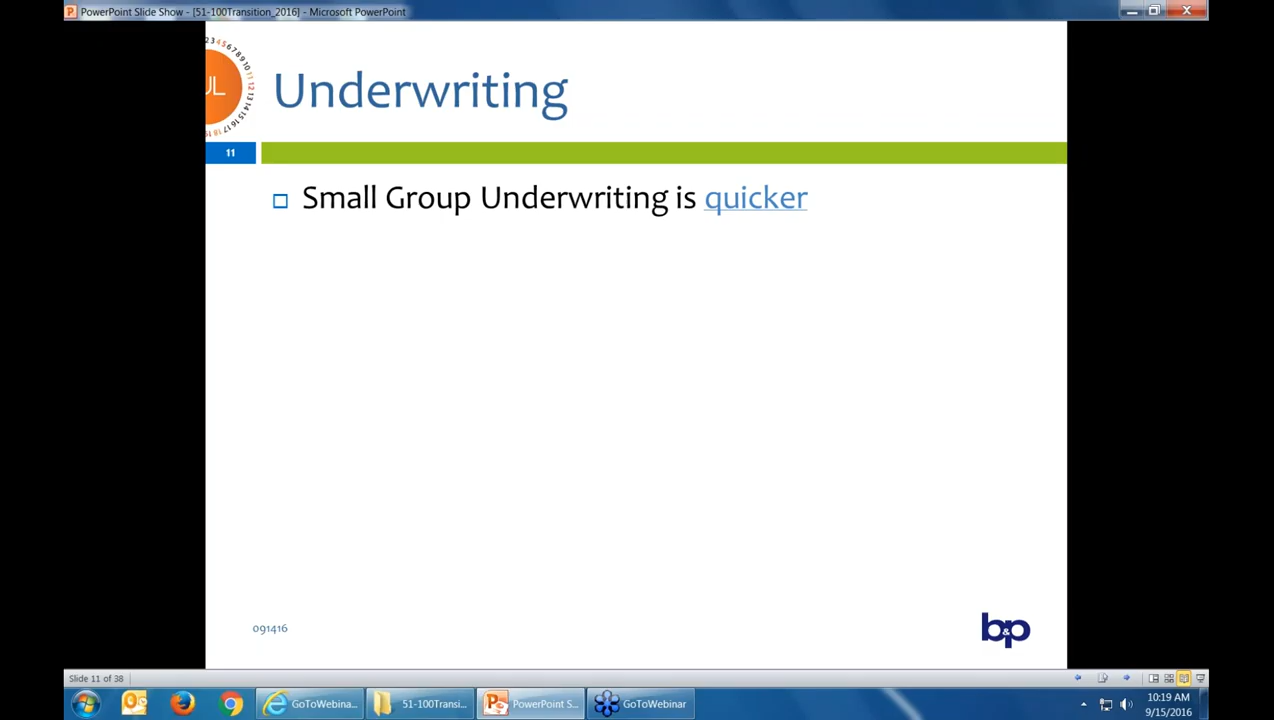 PowerPoint Slide Show - [51-100Transition_2016] - Microsoft PowerPoint
Underwriting
11
Small Group Underwriting is quicker
091416
b&p
Slide 11 of 38
GoToWebina...
51-100Transi...
PowerPoint S...
GoToWebinar
10:19 AM
9/15/2016